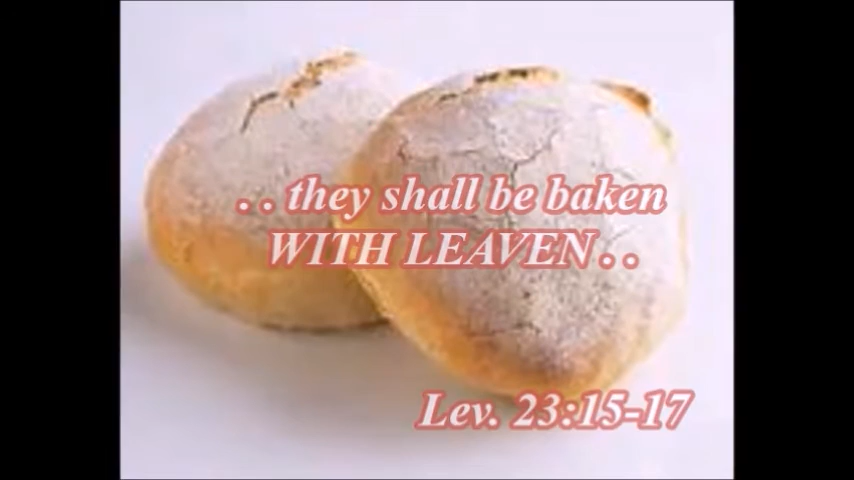 . . they shall be baken
WITH LEAVEN . .
Lev. 23:15-17